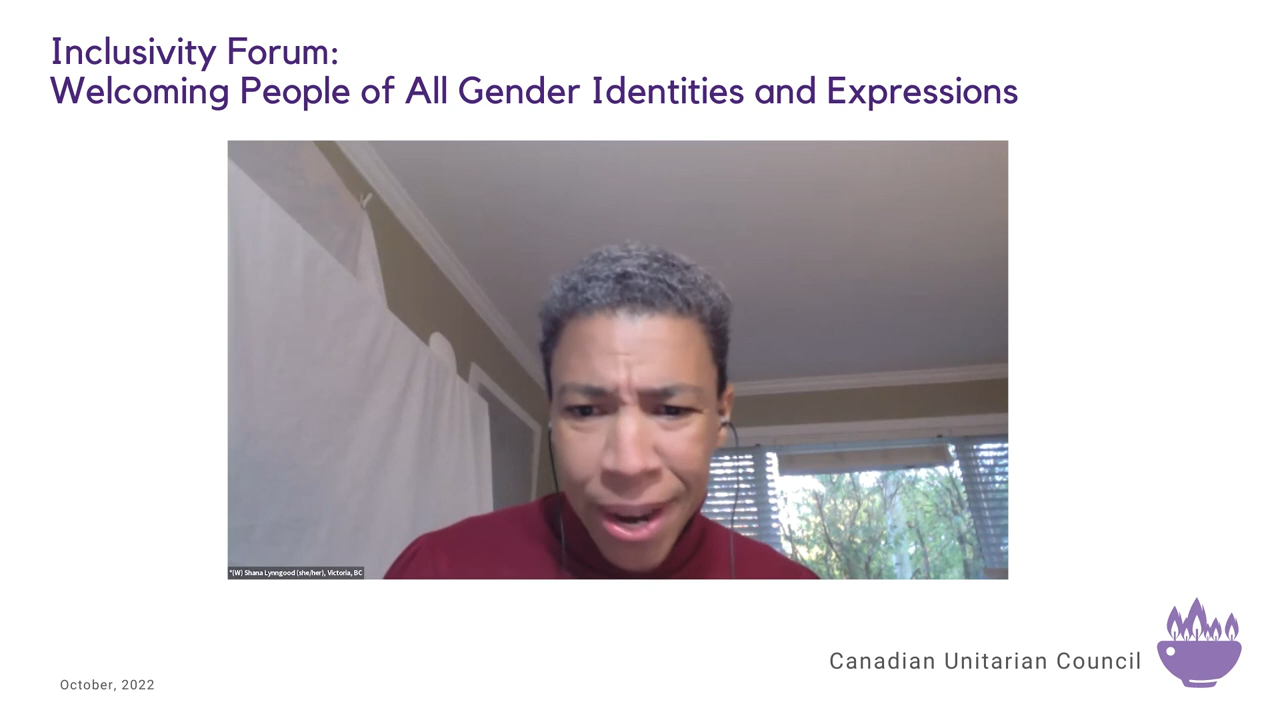 Inclusivity Forum:
Welcoming People of All Gender Identities and Expressions
*(W) Shana Lynngood (she/her), Victoria, BC
Canadian Unitarian Council
October, 2022